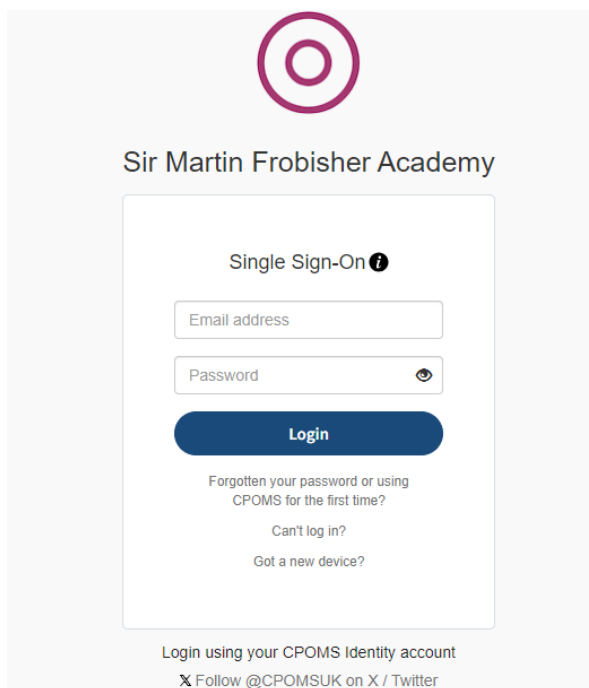 Sir Martin Frobisher Academy
Single Sign-On
Email address
Password
Login
Forgotten your password or using
CPOMS for the first time?
Can't log in?
Got a new device?
Login using your CPOMS Identity account
X Follow @CPOMSUK on X / Twitter